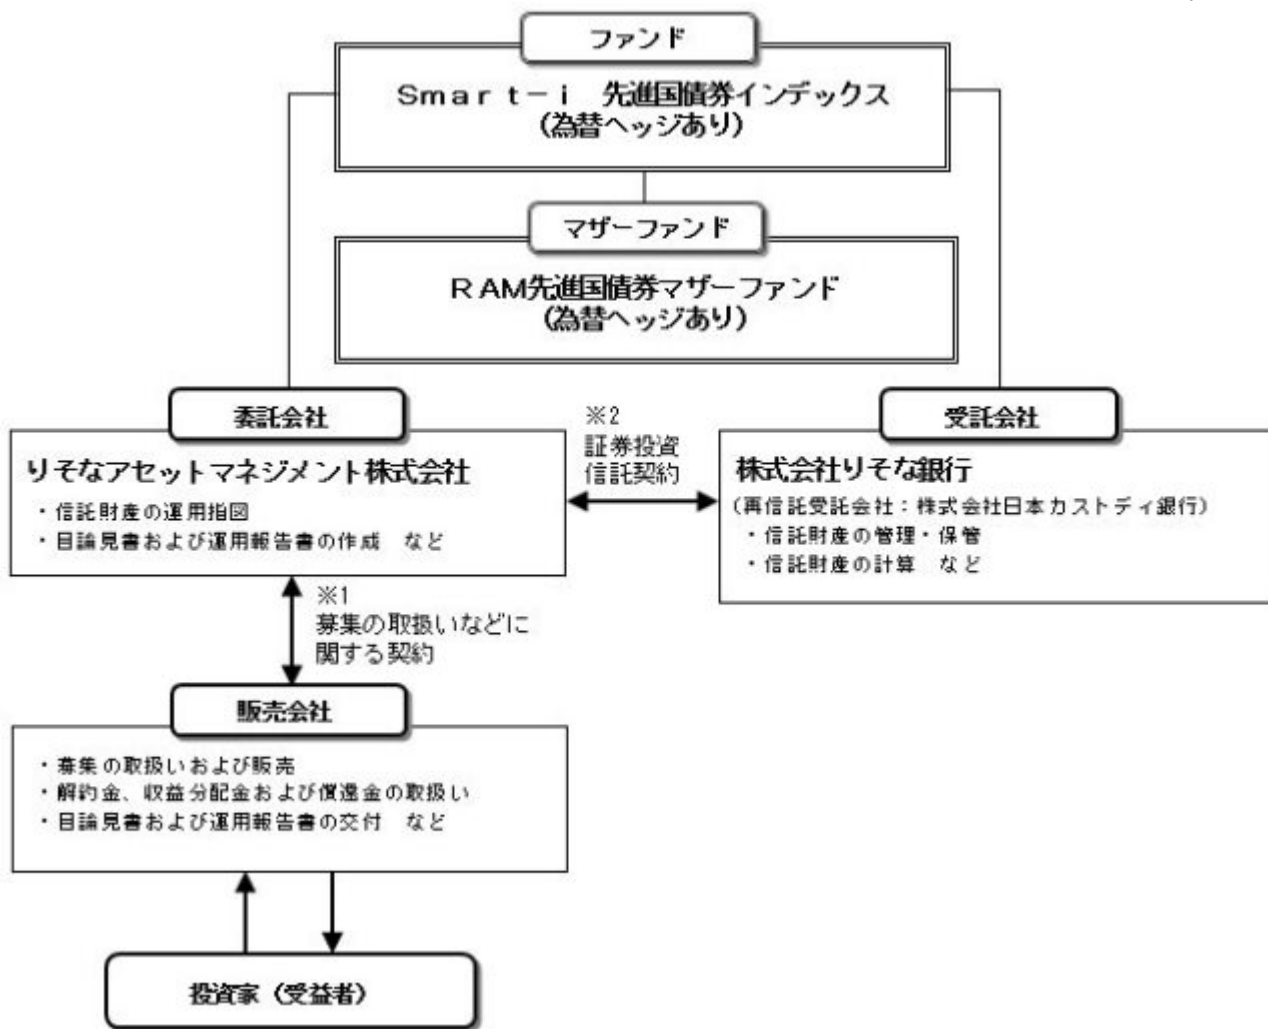 ファンド
Ｓｍａｒｔ－ｉ　先進国債券インデックス
（為替ヘッジあり）
マザーファンド
ＲＡＭ先進国債券マザーファンド
（為替ヘッジあり）
委託会社
りそなアセットマネジメント株式会社
・信託財産の運用指図
・目論見書および運用報告書の作成　など
※2
証券投資
信託契約
受託会社
株式会社りそな銀行
（再信託受託会社：株式会社日本カストディ銀行）
・信託財産の管理・保管
・信託財産の計算　など
※1
募集の取扱いなどに
関する契約
販売会社
・募集の取扱いおよび販売
・解約金、収益分配金および償還金の取扱い
・目論見書および運用報告書の交付　など
投資家（受益者）